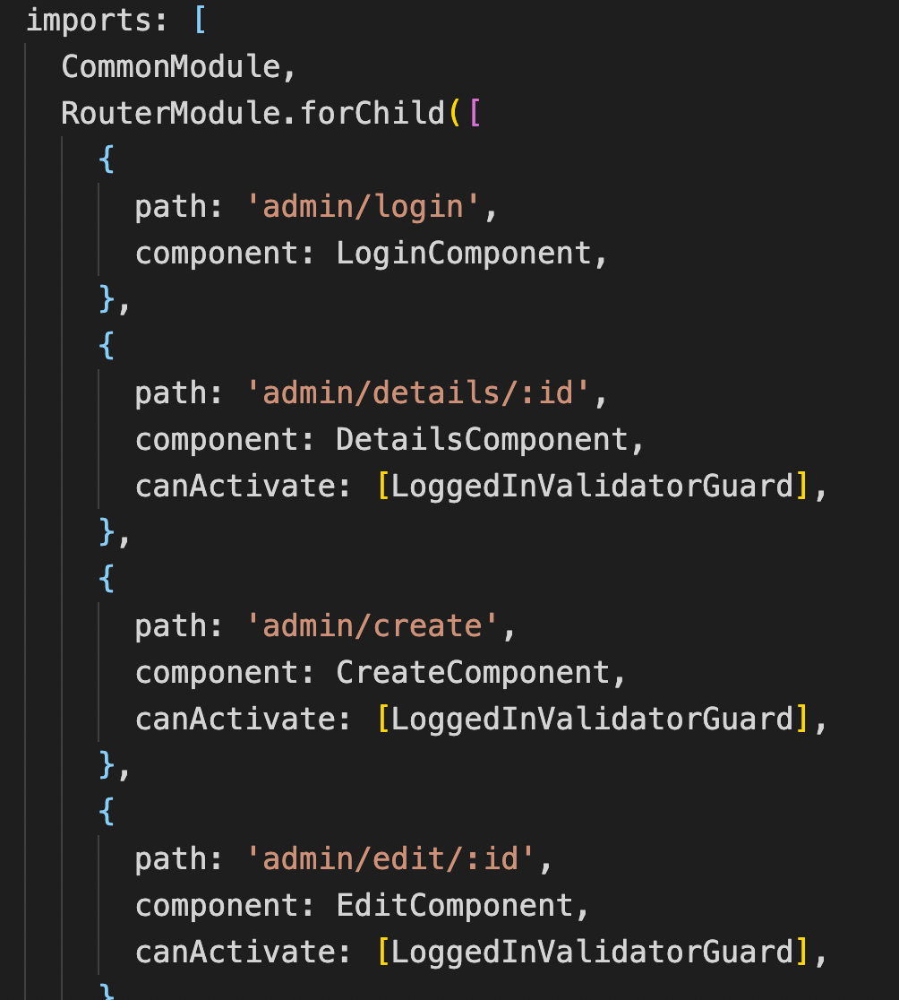 imports: [
CommonModule,
RouterModule.forChild([
{
path: 'admin/login',
component: LoginComponent,
},
{
path: 'admin/details/:id',
component: DetailsComponent,
canActivate: [LoggedInValidatorGuard],
},
{
path: 'admin/create',
component: CreateComponent,
canActivate: [LoggedInValidatorGuard],
},
{
path: 'admin/edit/:id',
component: EditComponent,
canActivate: [LoggedInValidatorGuard],
}